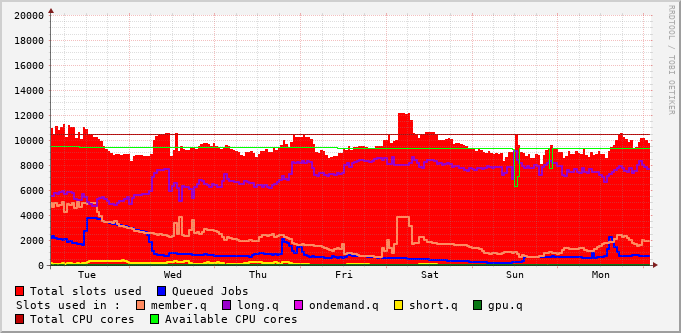 20000
18000
16000
14000
12000
10000
8000
6000
4000
2000
0
Tue Wed Thu Fri Sat Sun Mon
RRDTOOL / TOBI OETIKER
Total slots used Queued Jobs
Slots used in : member.q long.q ondemand.q short.q gpu.q
Total CPU cores Available CPU cores